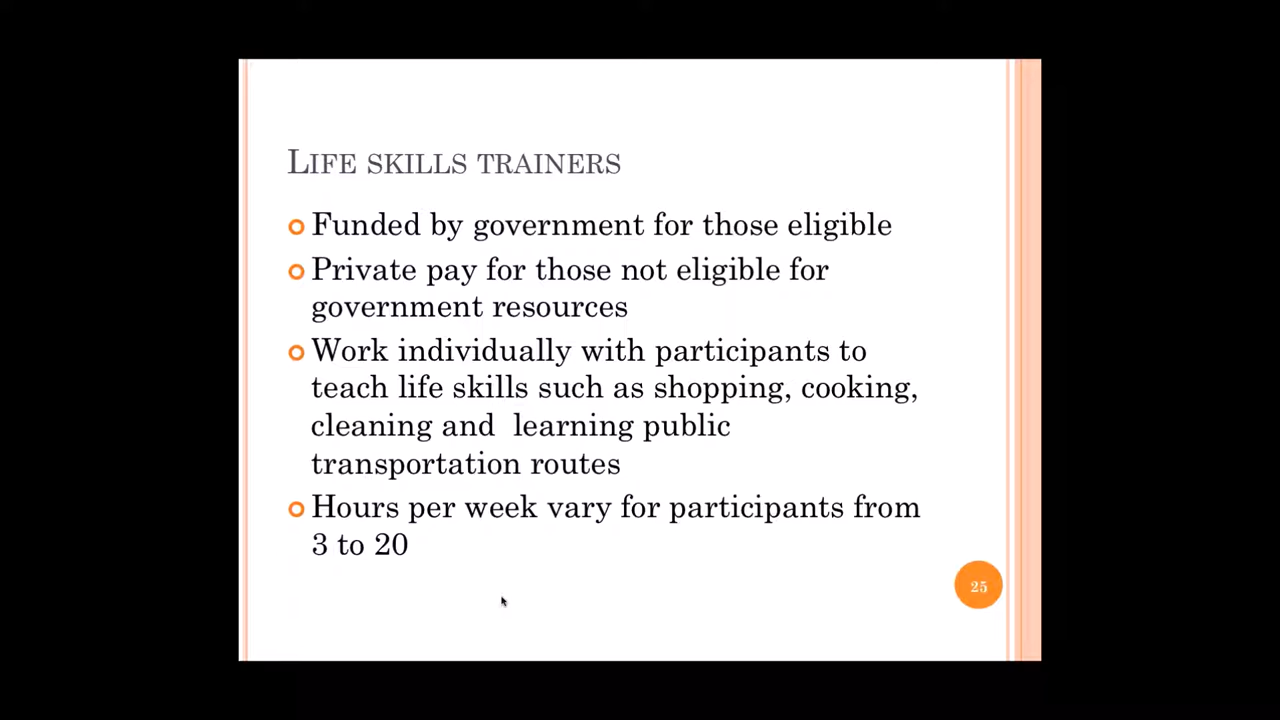 Life skills trainers
Funded by government for those eligible
Private pay for those not eligible for
government resources
Work individually with participants to
teach life skills such as shopping, cooking,
cleaning and  learning public
transportation routes
Hours per week vary for participants from
3 to 20
25